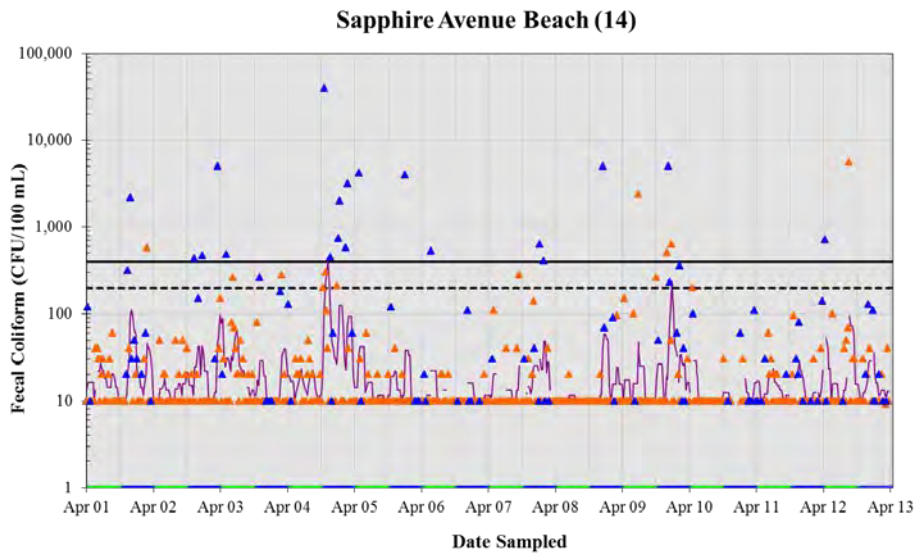 Sapphire Avenue Beach (14)
100,000
10,000
1,000
100
10
1
Fecal Coliform (CFU/100 mL)
Apr 01 Apr 02 Apr 03 Apr 04 Apr 05 Apr 06 Apr 07 Apr 08 Apr 09 Apr 10 Apr 11 Apr 12 Apr 13
Date Sampled